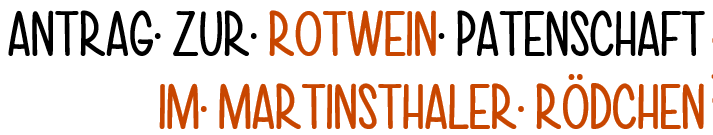 ANTRAG· ZUR· ROTWEIN· PATENSCHAFT·
IM· MARTINSTHALER· RÖDCHEN·